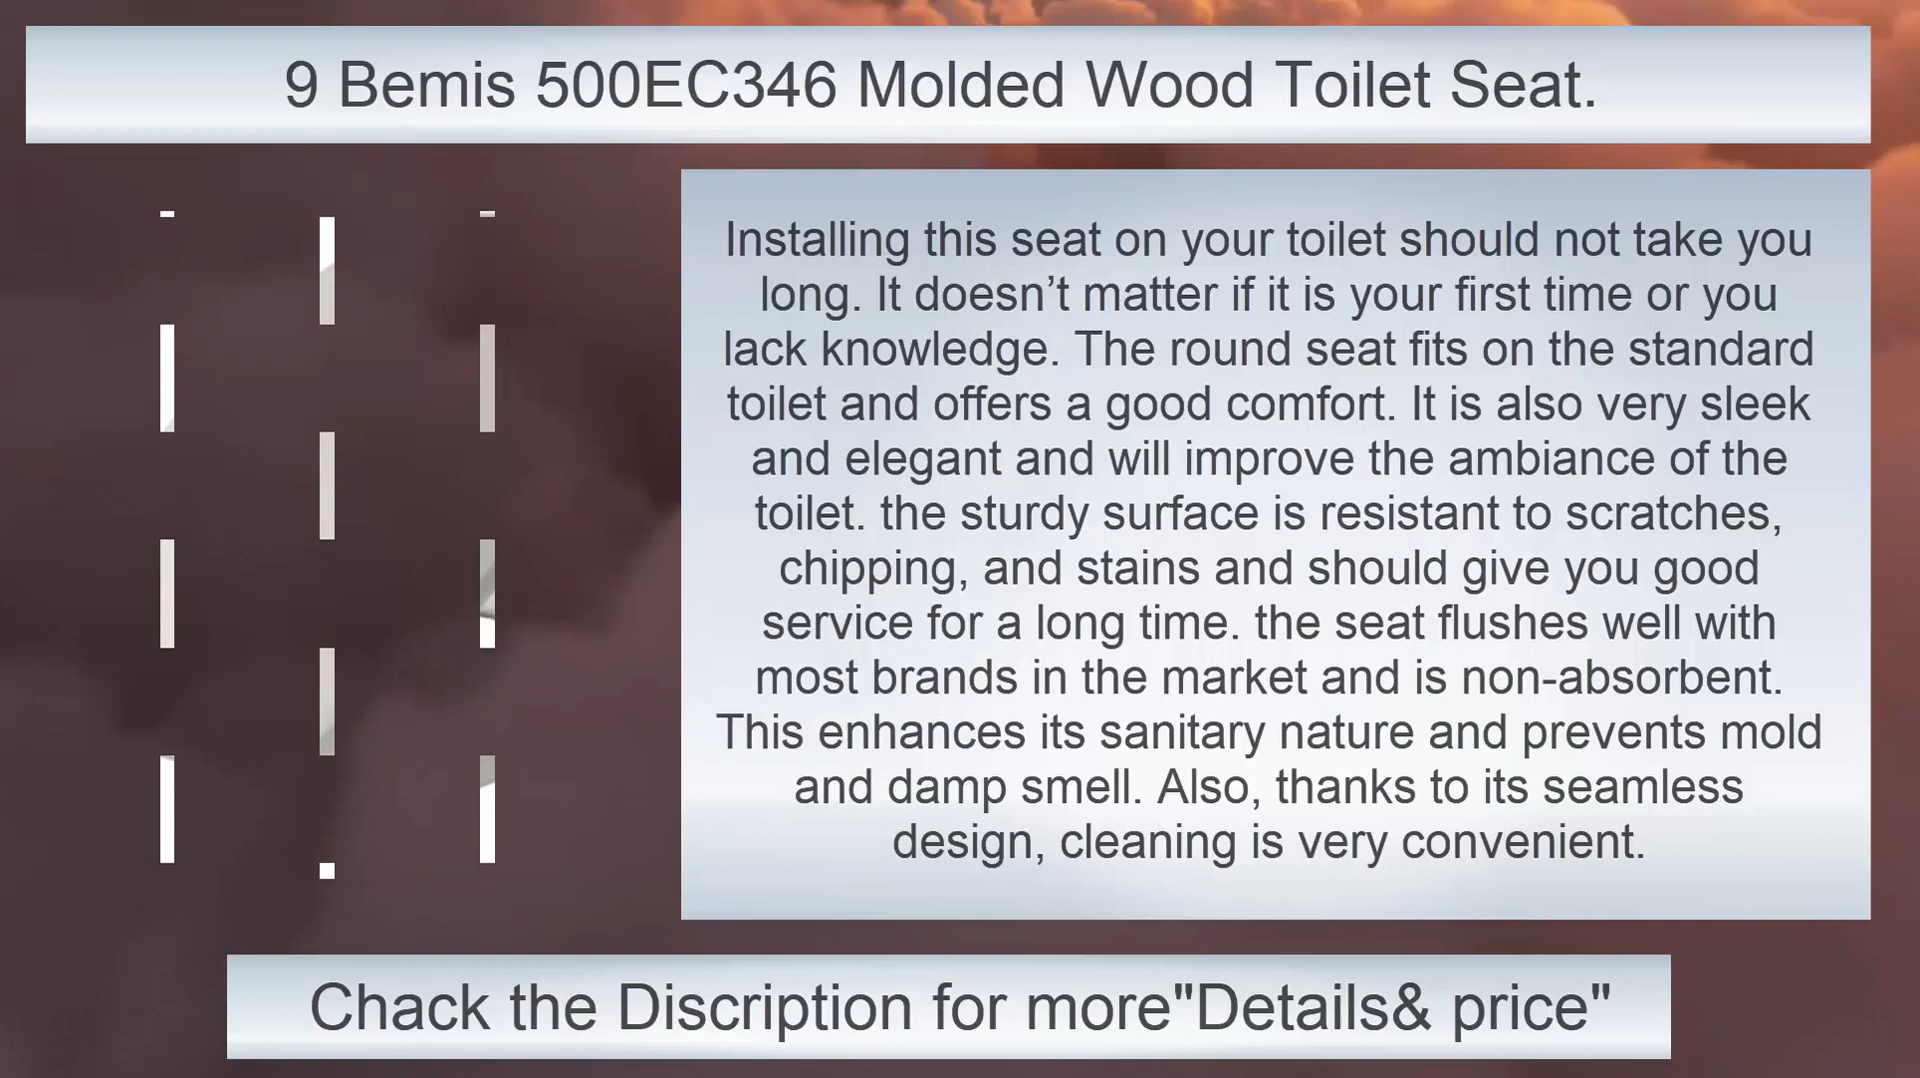 9 Bemis 500EC346 Molded Wood Toilet Seat.
Installing this seat on your toilet should not take you
long. It doesn’t matter if it is your first time or you
lack knowledge. The round seat fits on the standard
toilet and offers a good comfort. It is also very sleek
and elegant and will improve the ambiance of the
toilet. the sturdy surface is resistant to scratches,
chipping, and stains and should give you good
service for a long time. the seat flushes well with
most brands in the market and is non-absorbent.
This enhances its sanitary nature and prevents mold
and damp smell. Also, thanks to its seamless
design, cleaning is very convenient.
Chack the Discription for more"Details& price"